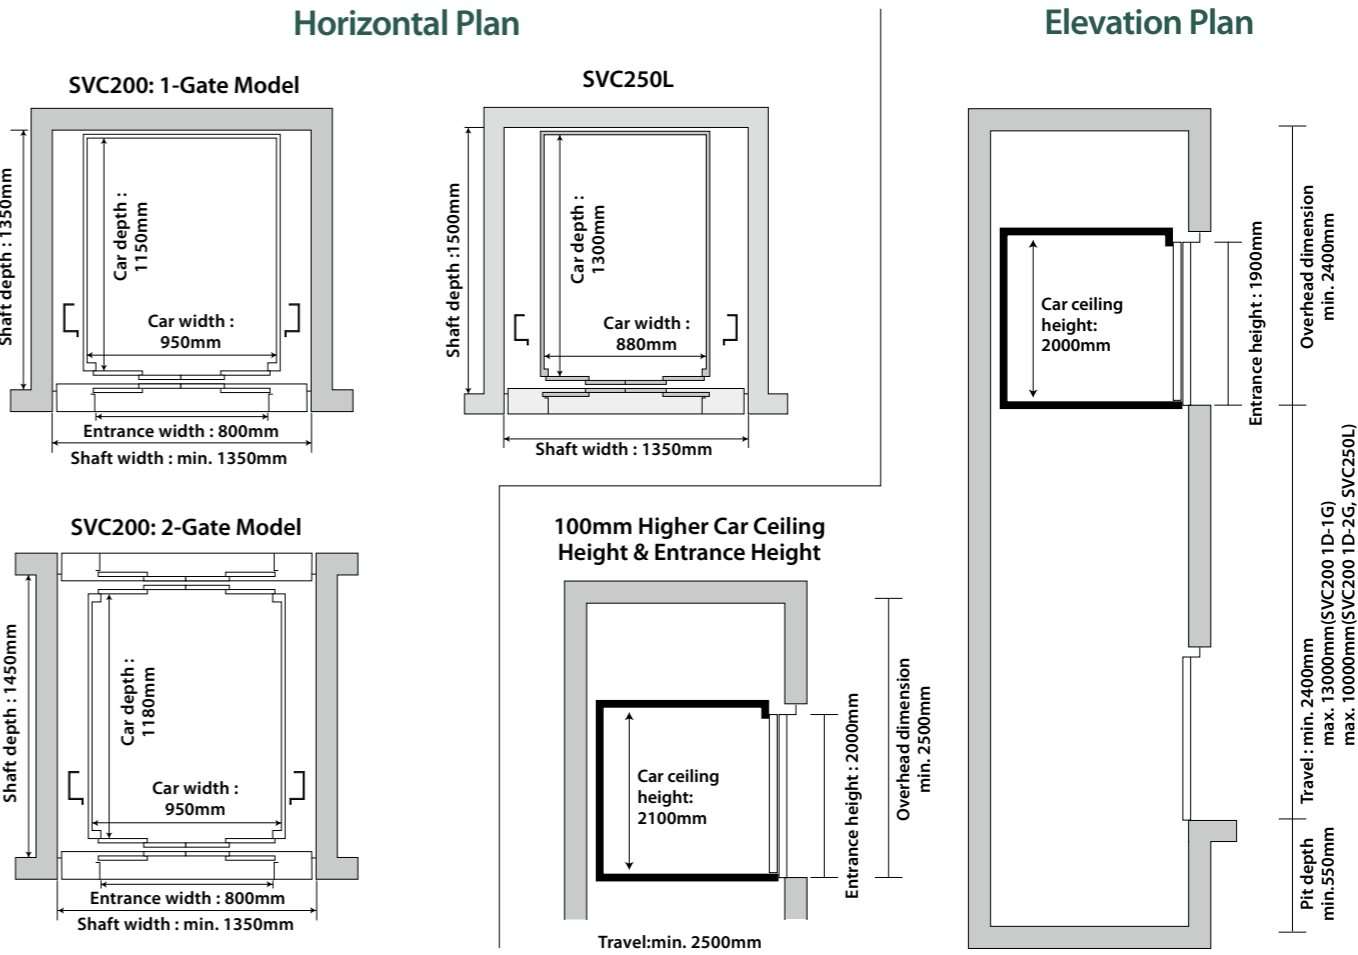 Horizontal Plan
SVC200: 1-Gate Model
Shaft depth : 1350mm
Car depth :
1150mm
Car width :
950mm
Entrance width : 800mm
Shaft width : min. 1350mm
SVC250L
Shaft depth :1500mm
Car depth :
1300mm
Car width :
880mm
Shaft width : 1350mm
SVC200: 2-Gate Model
Shaft depth : 1450mm
Car depth :
1180mm
Car width :
950mm
Entrance width : 800mm
Shaft width : min. 1350mm
100mm Higher Car Ceiling
Height & Entrance Height
Car ceiling
height:
2100mm
Entrance height : 2000mm
Overhead dimension
min. 2500mm
Travel:min. 2500mm
Elevation Plan
Car ceiling
height:
2000mm
Entrance height : 1900mm
Overhead dimension
min. 2400mm
Travel : min. 2400mm
max. 13000mm(SVC200 1D-1G)
max. 10000mm(SVC200 1D-2G, SVC250L)
Pit depth
min.550mm